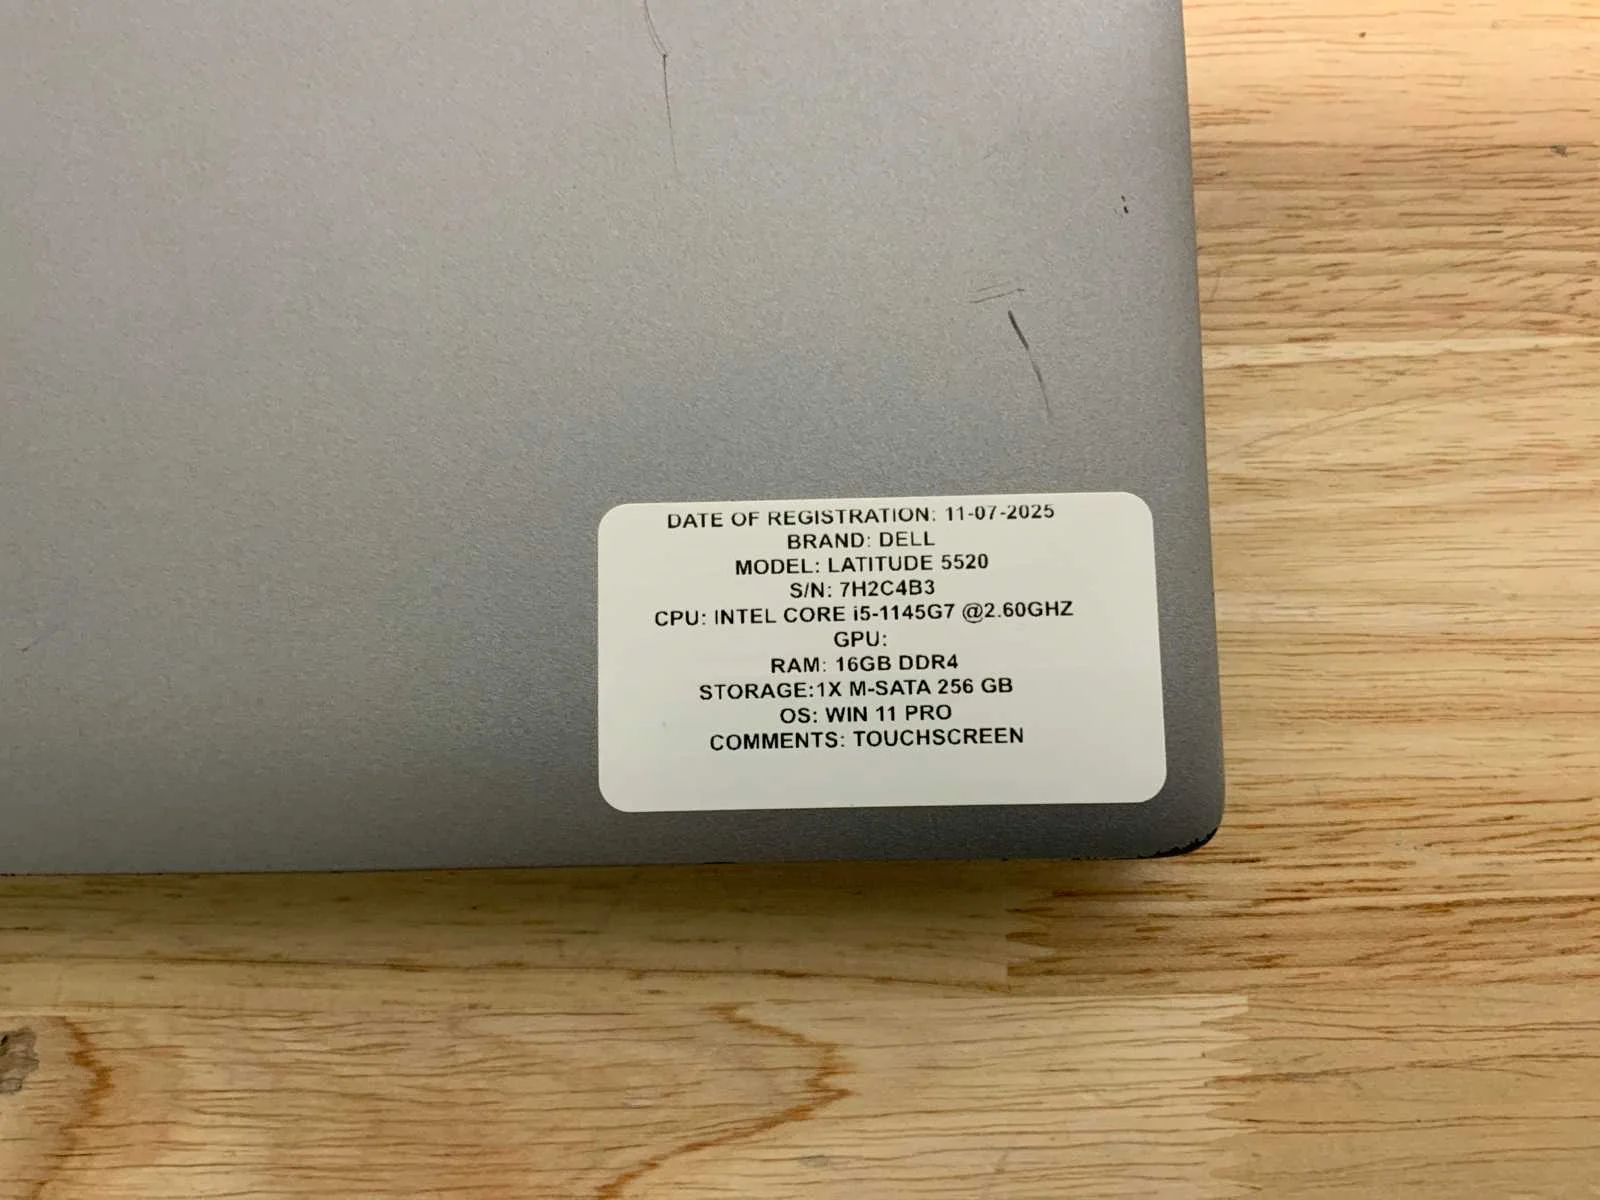 DATE OF REGISTRATION: 11-07-2025
BRAND: DELL
MODEL: LATITUDE 5520
S/N: 7H2C4B3
CPU: INTEL CORE i5-1145G7 @2.60GHZ
GPU:
RAM: 16GB DDR4
STORAGE:1X M-SATA 256 GB
OS: WIN 11 PRO
COMMENTS: TOUCHSCREEN